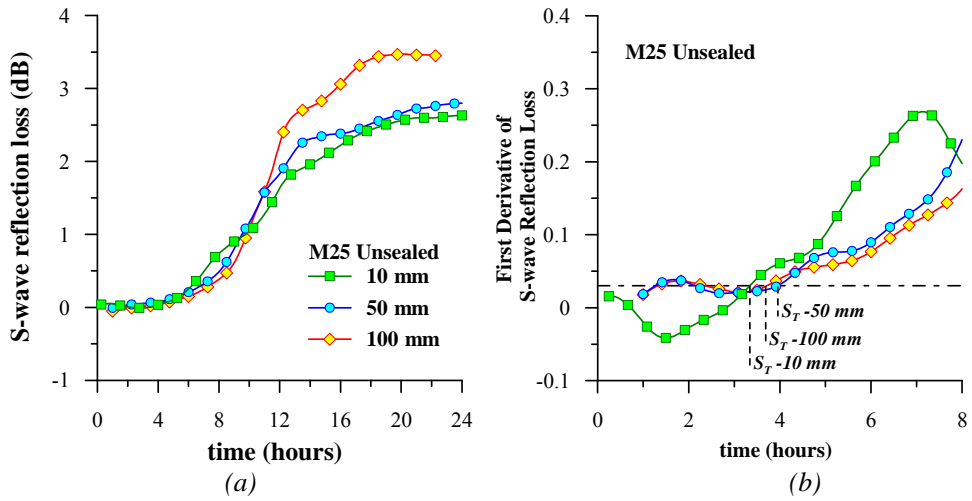 4
3
2
1
0
-1
S-wave reflection loss (dB)
M25 Unsealed
10 mm
50 mm
100 mm
0 4 8 12 16 20 24
time (hours)
(a)
0.4
0.3
0.2
0.1
0
-0.1
First Derivative of
S-wave Reflection Loss
M25 Unsealed
S_T -50 mm
S_T -100 mm
S_T -10 mm
0 2 4 6 8
time (hours)
(b)